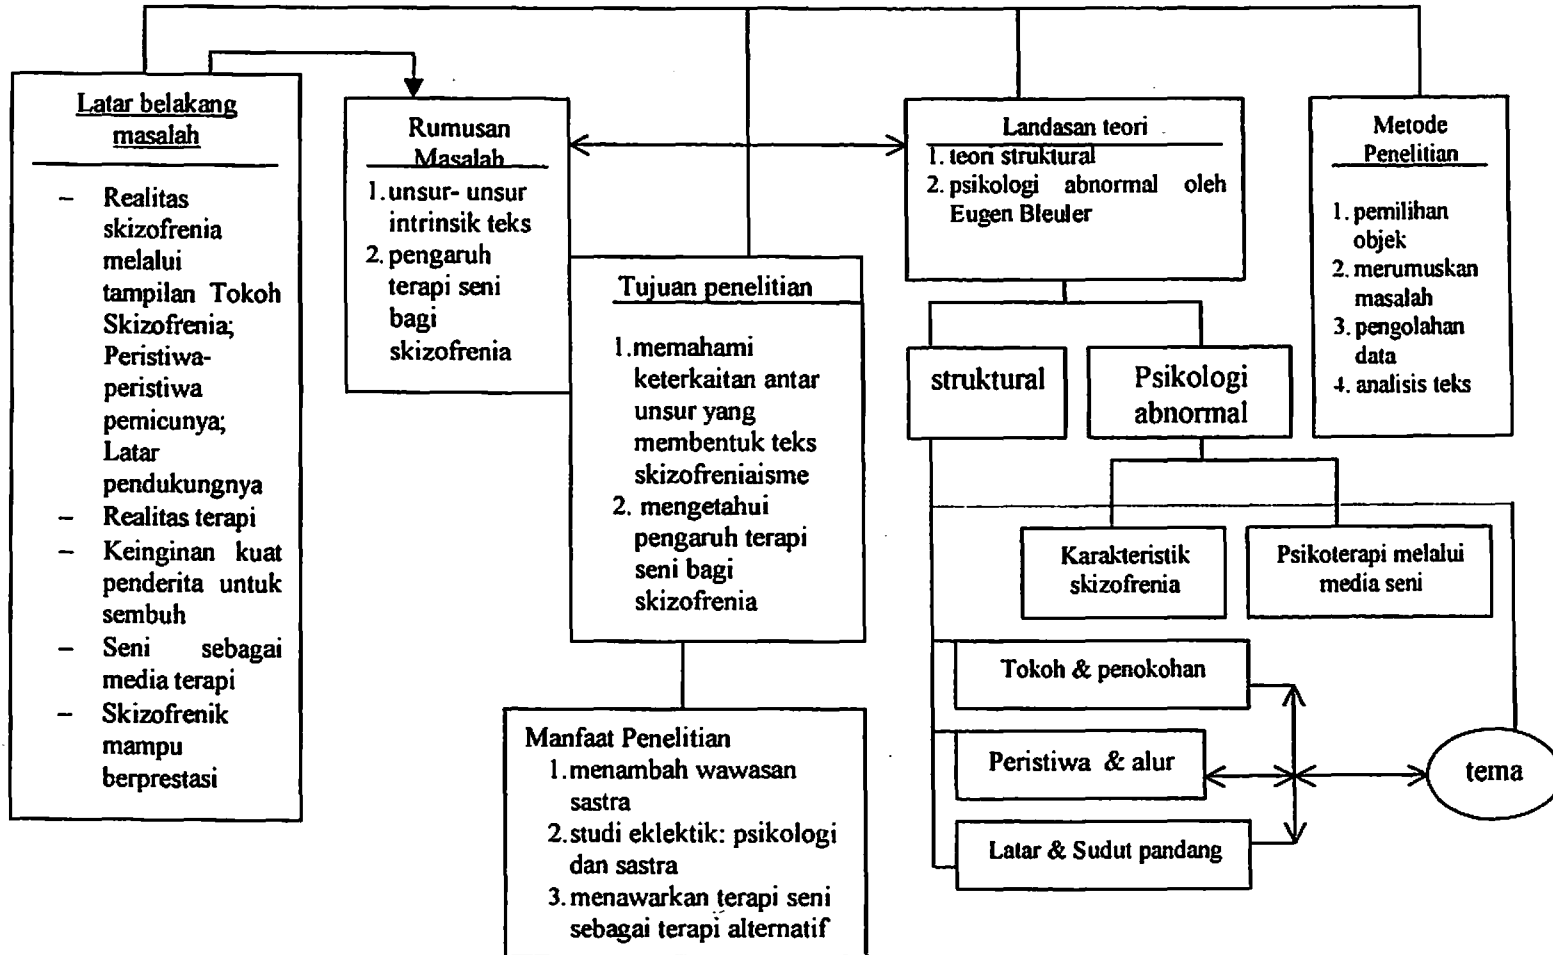 Latar belakang
masalah
– Realitas
skizofrenia
melalui
tampilan Tokoh
Skizofrenia;
Peristiwa-
peristiwa
pemicunya;
Latar
pendukungnya
– Realitas terapi
– Keinginan kuat
penderita untuk
sembuh
– Seni sebagai
media terapi
– Skizofrenik
mampu
berprestasi
Rumusan
Masalah
1. unsur- unsur
intrinsik teks
2. pengaruh
terapi seni
bagi
skizofrenia
Tujuan penelitian
1. memahami
keterkaitan antar
unsur yang
membentuk teks
skizofreniaisme
2. mengetahui
pengaruh terapi
seni bagi
skizofrenia
Manfaat Penelitian
1. menambah wawasan
sastra
2. studi eklektik: psikologi
dan sastra
3. menawarkan terapi seni
sebagai terapi alternatif
Landasan teori
1. teori struktural
2. psikologi abnormal oleh
Eugen Bleuler
struktural
Psikologi
abnormal
Karakteristik
skizofrenia
Psikoterapi melalui
media seni
Tokoh & penokohan
Peristiwa & alur
Latar & Sudut pandang
tema
Metode
Penelitian
1. pemilihan
objek
2. merumuskan
masalah
3. pengolahan
data
4. analisis teks